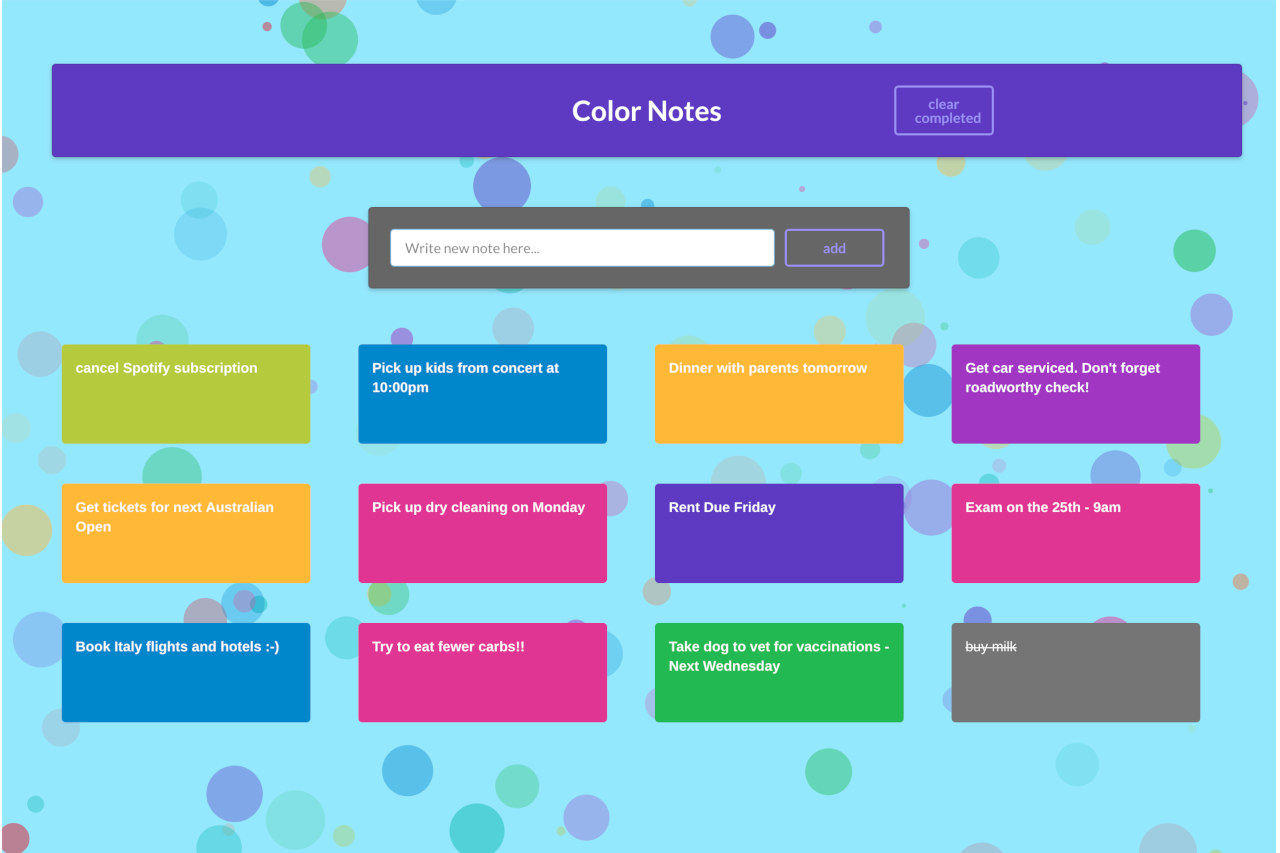 Color Notes
clear
completed
Write new note here...
add
cancel Spotify subscription
Pick up kids from concert at
10:00pm
Dinner with parents tomorrow
Get car serviced. Don't forget
roadworthy check!
Get tickets for next Australian
Open
Pick up dry cleaning on Monday
Rent Due Friday
Exam on the 25th - 9am
Book Italy flights and hotels :-)
Try to eat fewer carbs!!
Take dog to vet for vaccinations -
Next Wednesday
buy milk